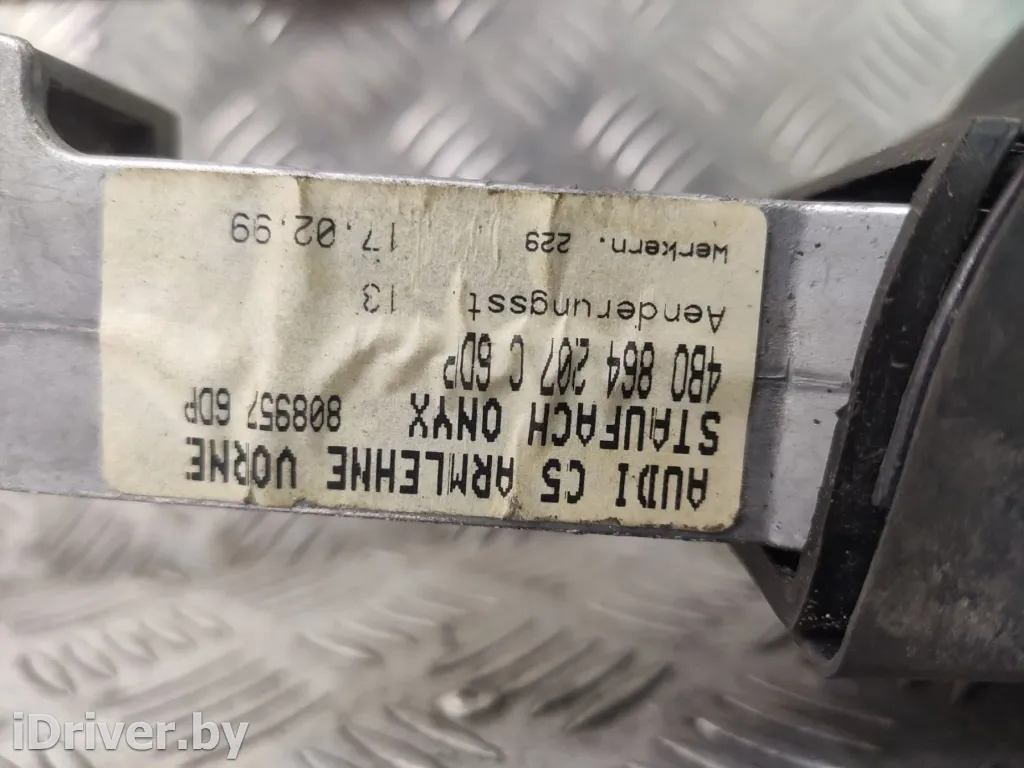 AUDI C5 ARMLEHNE VORNE
STAUFACH ONYX 808957 6DP
4B0 864 207 C 6DP
Aenderungsst 13
Werkern. 229 17.02.99
iDriver.by